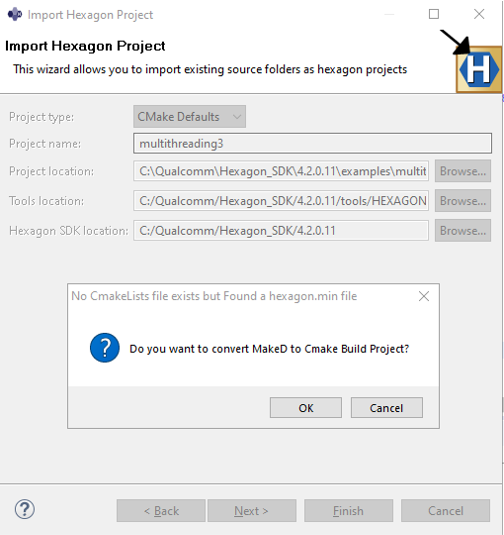 Import Hexagon Project
Import Hexagon Project
This wizard allows you to import existing source folders as hexagon projects
H
Project type: CMake Defaults
Project name: multithreading3
Project location: C:\Qualcomm\Hexagon_SDK\4.2.0.11\examples\multit Browse...
Tools location: C:/Qualcomm/Hexagon_SDK/4.2.0.11/tools/HEXAGON Browse...
Hexagon SDK location: C:/Qualcomm/Hexagon_SDK/4.2.0.11 Browse...
No CmakeLists file exists but Found a hexagon.min file
? Do you want to convert MakeD to Cmake Build Project?
OK Cancel
? < Back Next > Finish Cancel